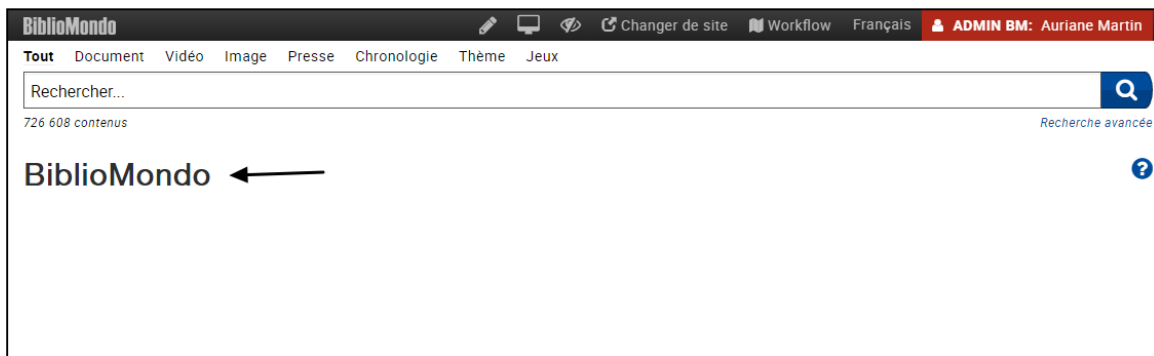 BiblioMondo Changer de site Workflow Français ADMIN BM: Auriane Martin
Tout Document Vidéo Image Presse Chronologie Thème Jeux
Rechercher...
726 608 contenus Recherche avancée
BiblioMondo ?